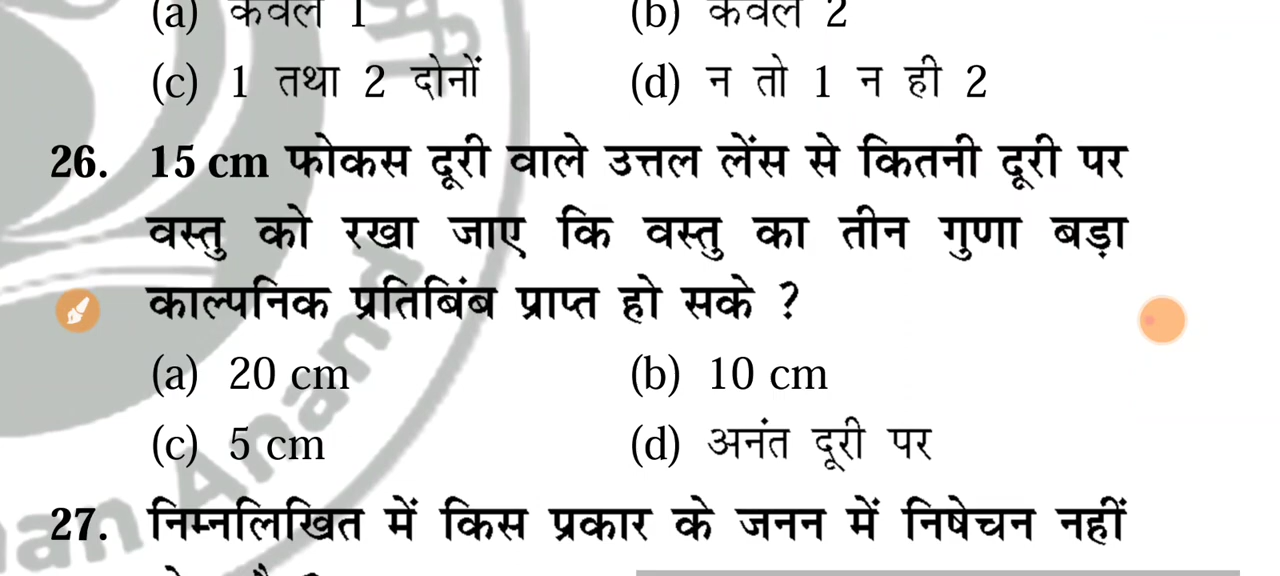 (a) केवल 1 (b) केवल 2
(c) 1 तथा 2 दोनों (d) न तो 1 न ही 2
26. 15 cm फोकस दूरी वाले उत्तल लेंस से कितनी दूरी पर
वस्तु को रखा जाए कि वस्तु का तीन गुणा बड़ा
काल्पनिक प्रतिबिंब प्राप्त हो सके ?
(a) 20 cm (b) 10 cm
(c) 5 cm (d) अनंत दूरी पर
27. निम्नलिखित में किस प्रकार के जनन में निषेचन नहीं
an Anand